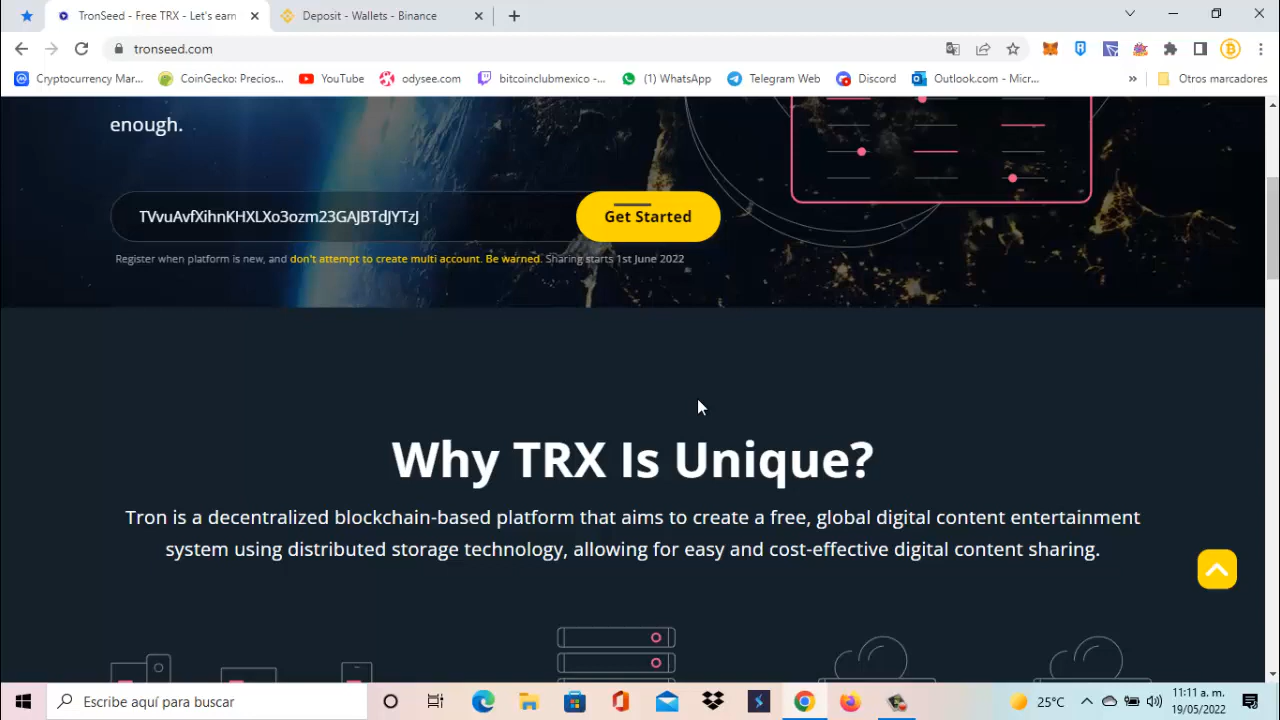 TronSeed - Free TRX - Let's earn
Deposit - Wallets - Binance
tronseed.com
Cryptocurrency Mar...
CoinGecko: Precios...
YouTube
odysee.com
bitcoinclubmexico -...
(1) WhatsApp
Telegram Web
Discord
Outlook.com - Micr...
»
Otros marcadores
enough.
TVvuAvfXihnKHXLXo3ozm23GAJBTdJYTzJ
Get Started
Register when platform is new, and don't attempt to create multi account. Be warned. Sharing starts 1st June 2022
Why TRX Is Unique?
Tron is a decentralized blockchain-based platform that aims to create a free, global digital content entertainment
system using distributed storage technology, allowing for easy and cost-effective digital content sharing.
Escribe aquí para buscar
25°C
11:11 a. m.
19/05/2022